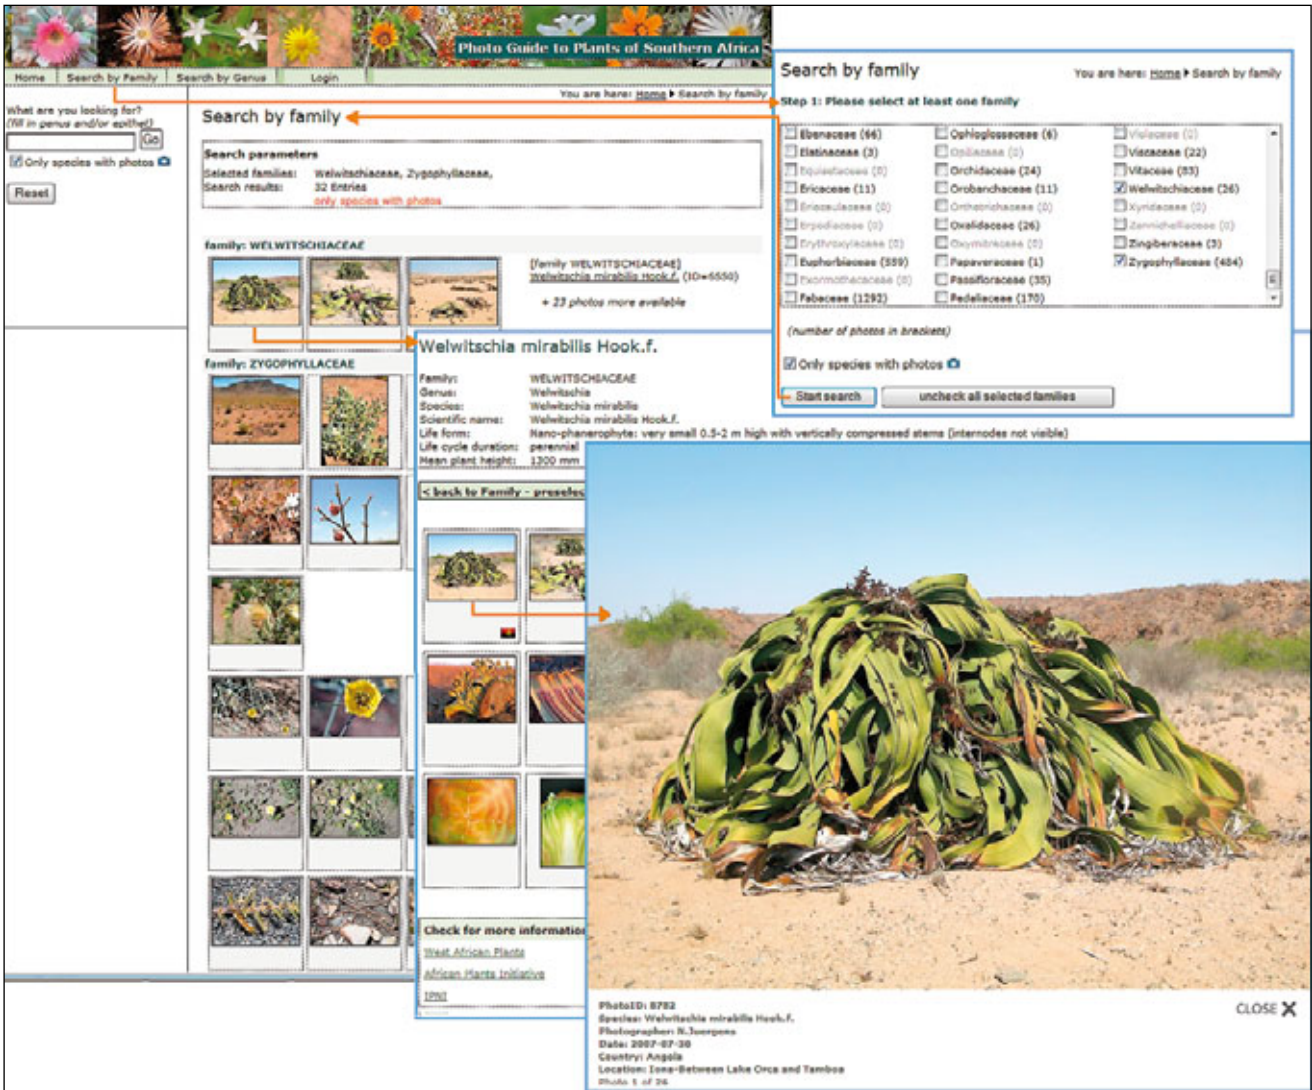 Photo Guide to Plants of Southern Africa
Home Search by Family Search by Genus Login
What are you looking for?
(fill in genus and/or epithet)
Go
Only species with photos
Reset
You are here: Home ▶ Search by family
Search by family
Search parameters
Selected families: Welwitschiaceae, Zygophyllaceae,
Search results: 32 Entries
only species with photos
family: WELWITSCHIACEAE
[family WELWITSCHIACEAE]
Welwitschia mirabilis Hook.f. (ID=6550)
+ 23 photos more available
family: ZYGOPHYLLACEAE
Search by family
You are here: Home ▶ Search by family
Step 1: Please select at least one family
Ebenaceae (66) Ophioglossaceae (6) Violaceae (0)
Elatinaceae (3) Opiliaceae (0) Viscaceae (22)
Equisetaceae (0) Orchidaceae (24) Vitaceae (83)
Ericaceae (11) Orobanchaceae (11) Welwitschiaceae (26)
Eriocaulaceae (0) Orthotrichaceae (0) Xyridaceae (0)
Erpodiaceae (0) Oxalidaceae (26) Zannichelliaceae (0)
Erythroxylaceae (0) Oxymitraceae (0) Zingiberaceae (3)
Euphorbiaceae (559) Papaveraceae (1) Zygophyllaceae (484)
Exormothecaceae (0) Passifloraceae (35)
Fabaceae (1292) Pedaliaceae (170)
(number of photos in brackets)
Only species with photos
Start search uncheck all selected families
Welwitschia mirabilis Hook.f.
Family: WELWITSCHIACEAE
Genus: Welwitschia
Species: Welwitschia mirabilis
Scientific name: Welwitschia mirabilis Hook.f.
Life form: Nano-phanerophyte: very small 0.5-2 m high with vertically compressed stems (internodes not visible)
Life cycle duration: perennial
Mean plant height: 1300 mm
< back to Family - preselec
Check for more information
West African Plants
African Plants Initiative
IPNI
PhotoID: 8782
Species: Welwitschia mirabilis Hook.f.
Photographer: N.Juergens
Date: 2007-07-30
Country: Angola
Location: Iona-Between Lake Orca and Tamboa
Photo 1 of 26
CLOSE X